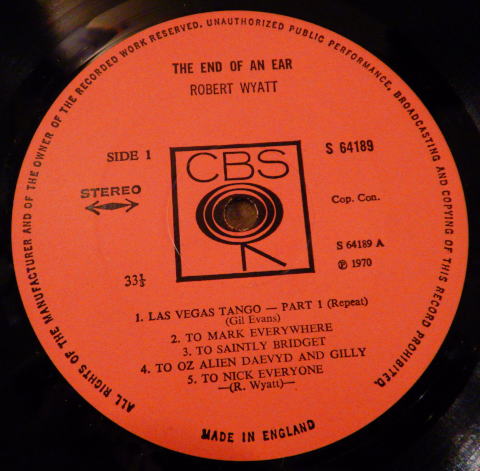 ALL RIGHTS OF THE MANUFACTURER AND OF THE OWNER OF THE RECORDED WORK RESERVED. UNAUTHORIZED PUBLIC PERFORMANCE, BROADCASTING AND COPYING OF THIS RECORD PROHIBITED.
THE END OF AN EAR
ROBERT WYATT
SIDE 1
CBS
S 64189
STEREO
Cop. Con.
S 64189 A
33⅓
℗ 1970
1. LAS VEGAS TANGO — PART 1 (Repeat)
(Gil Evans)
2. TO MARK EVERYWHERE
3. TO SAINTLY BRIDGET
4. TO OZ ALIEN DAEVYD AND GILLY
5. TO NICK EVERYONE
—(R. Wyatt)—
MADE IN ENGLAND